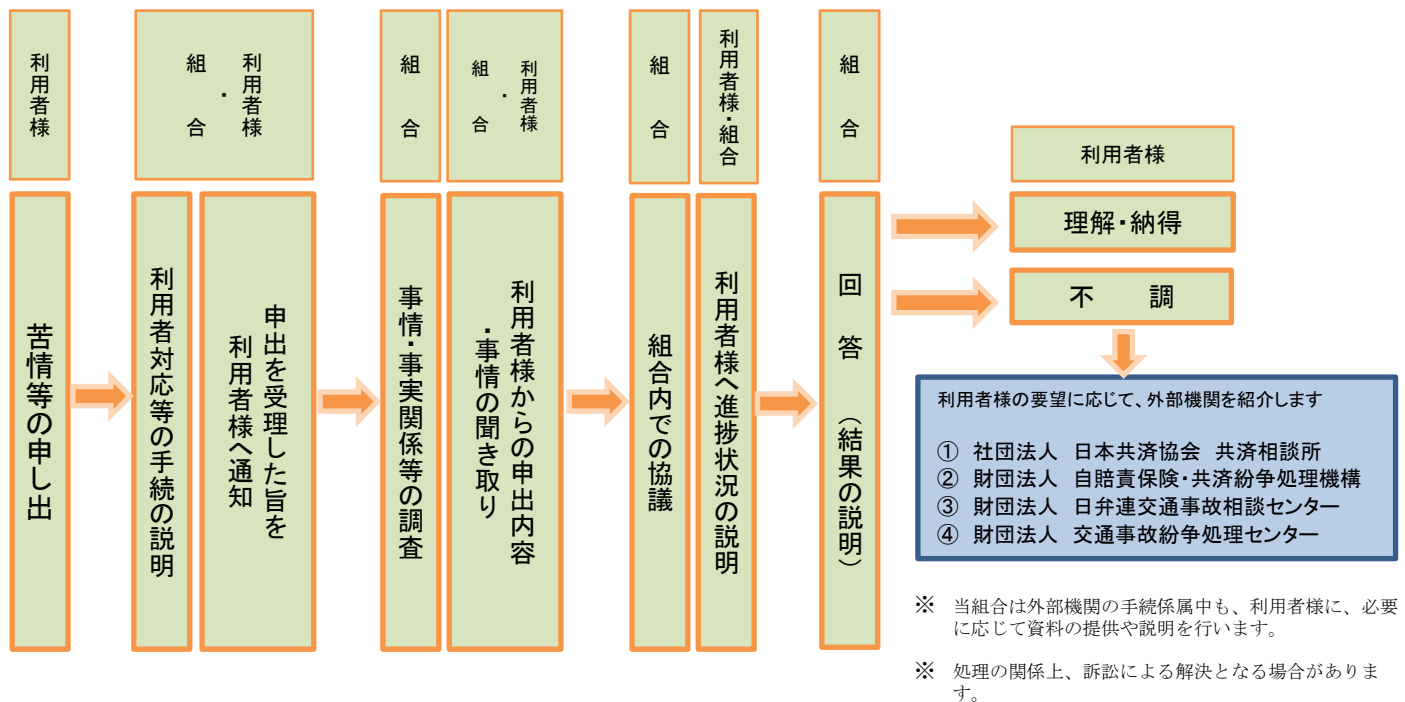 利用者様
苦情等の申し出
利用者様
・
組　合
利用者対応等の手続の説明
申出を受理した旨を
利用者様へ通知
組　合
事情・事実関係等の調査
利用者様
・
組　合
利用者様からの申出内容
・事情の聞き取り
組　合
組合内での協議
利用者様・組合
利用者様へ進捗状況の説明
組　合
回　答　（結果の説明）
利用者様
理解・納得
不　　調
利用者様の要望に応じて、外部機関を紹介します
①　社団法人　日本共済協会　共済相談所
②　財団法人　自賠責保険・共済紛争処理機構
③　財団法人　日弁連交通事故相談センター
④　財団法人　交通事故紛争処理センター
※　当組合は外部機関の手続係属中も、利用者様に、必要
に応じて資料の提供や説明を行います。
※　処理の関係上、訴訟による解決となる場合がありま
す。